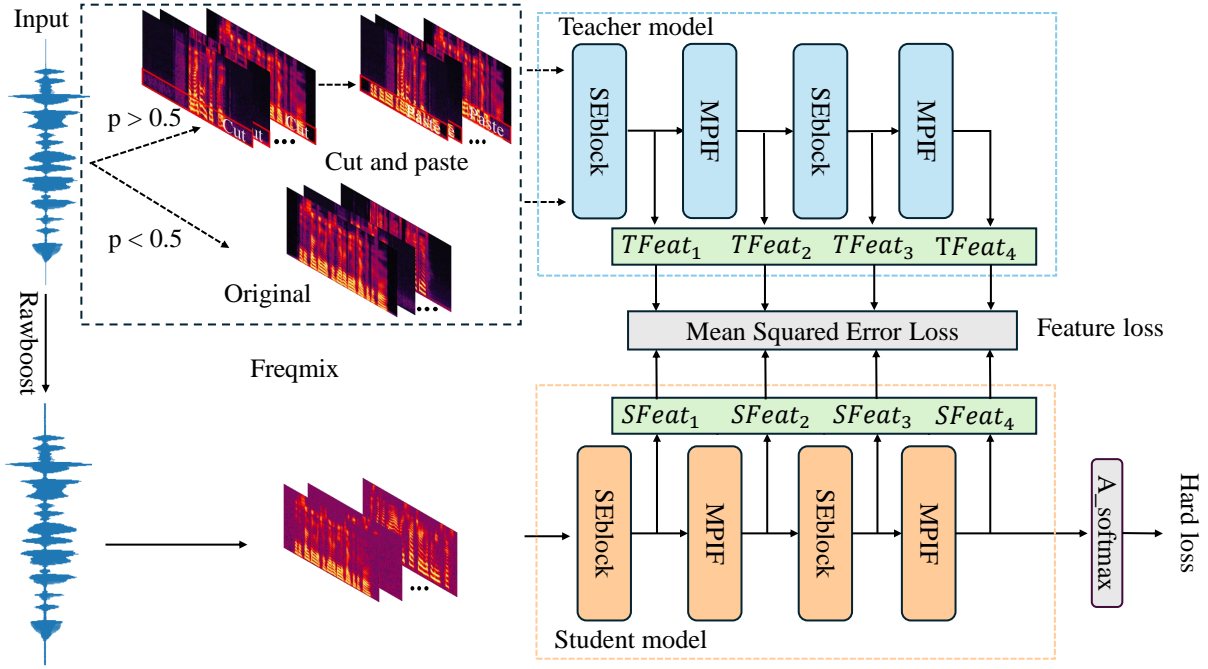 Input
Teacher model
p > 0.5
Cut
ut
Cut
...
Paste
e
Paste
...
Cut and paste
p < 0.5
Original
...
SEblock
MPIF
SEblock
MPIF
TFeat₁
TFeat₂
TFeat₃
TFeat₄
Mean Squared Error Loss
Feature loss
Rawboost
Freqmix
SFeat₁
SFeat₂
SFeat₃
SFeat₄
SEblock
MPIF
SEblock
MPIF
...
A_softmax
Hard loss
Student model